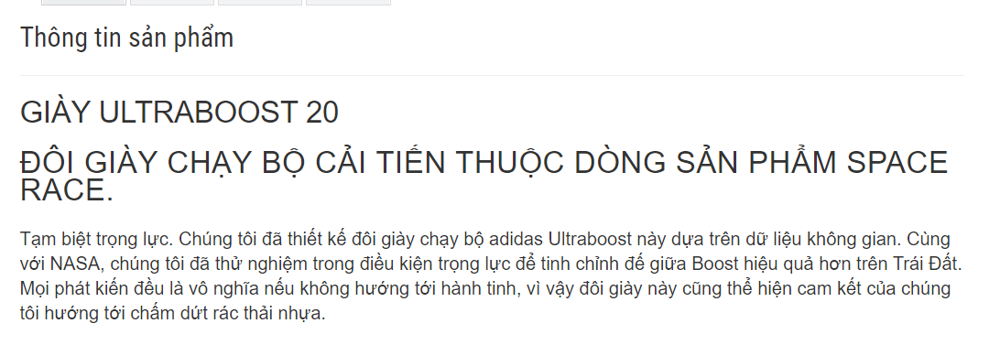 Thông tin sản phẩm
GIÀY ULTRABOOST 20
ĐÔI GIÀY CHẠY BỘ CẢI TIẾN THUỘC DÒNG SẢN PHẨM SPACE
RACE.
Tạm biệt trọng lực. Chúng tôi đã thiết kế đôi giày chạy bộ adidas Ultraboost này dựa trên dữ liệu không gian. Cùng
với NASA, chúng tôi đã thử nghiệm trong điều kiện trọng lực để tinh chỉnh đế giữa Boost hiệu quả hơn trên Trái Đất.
Mọi phát kiến đều là vô nghĩa nếu không hướng tới hành tinh, vì vậy đôi giày này cũng thể hiện cam kết của chúng
tôi hướng tới chấm dứt rác thải nhựa.